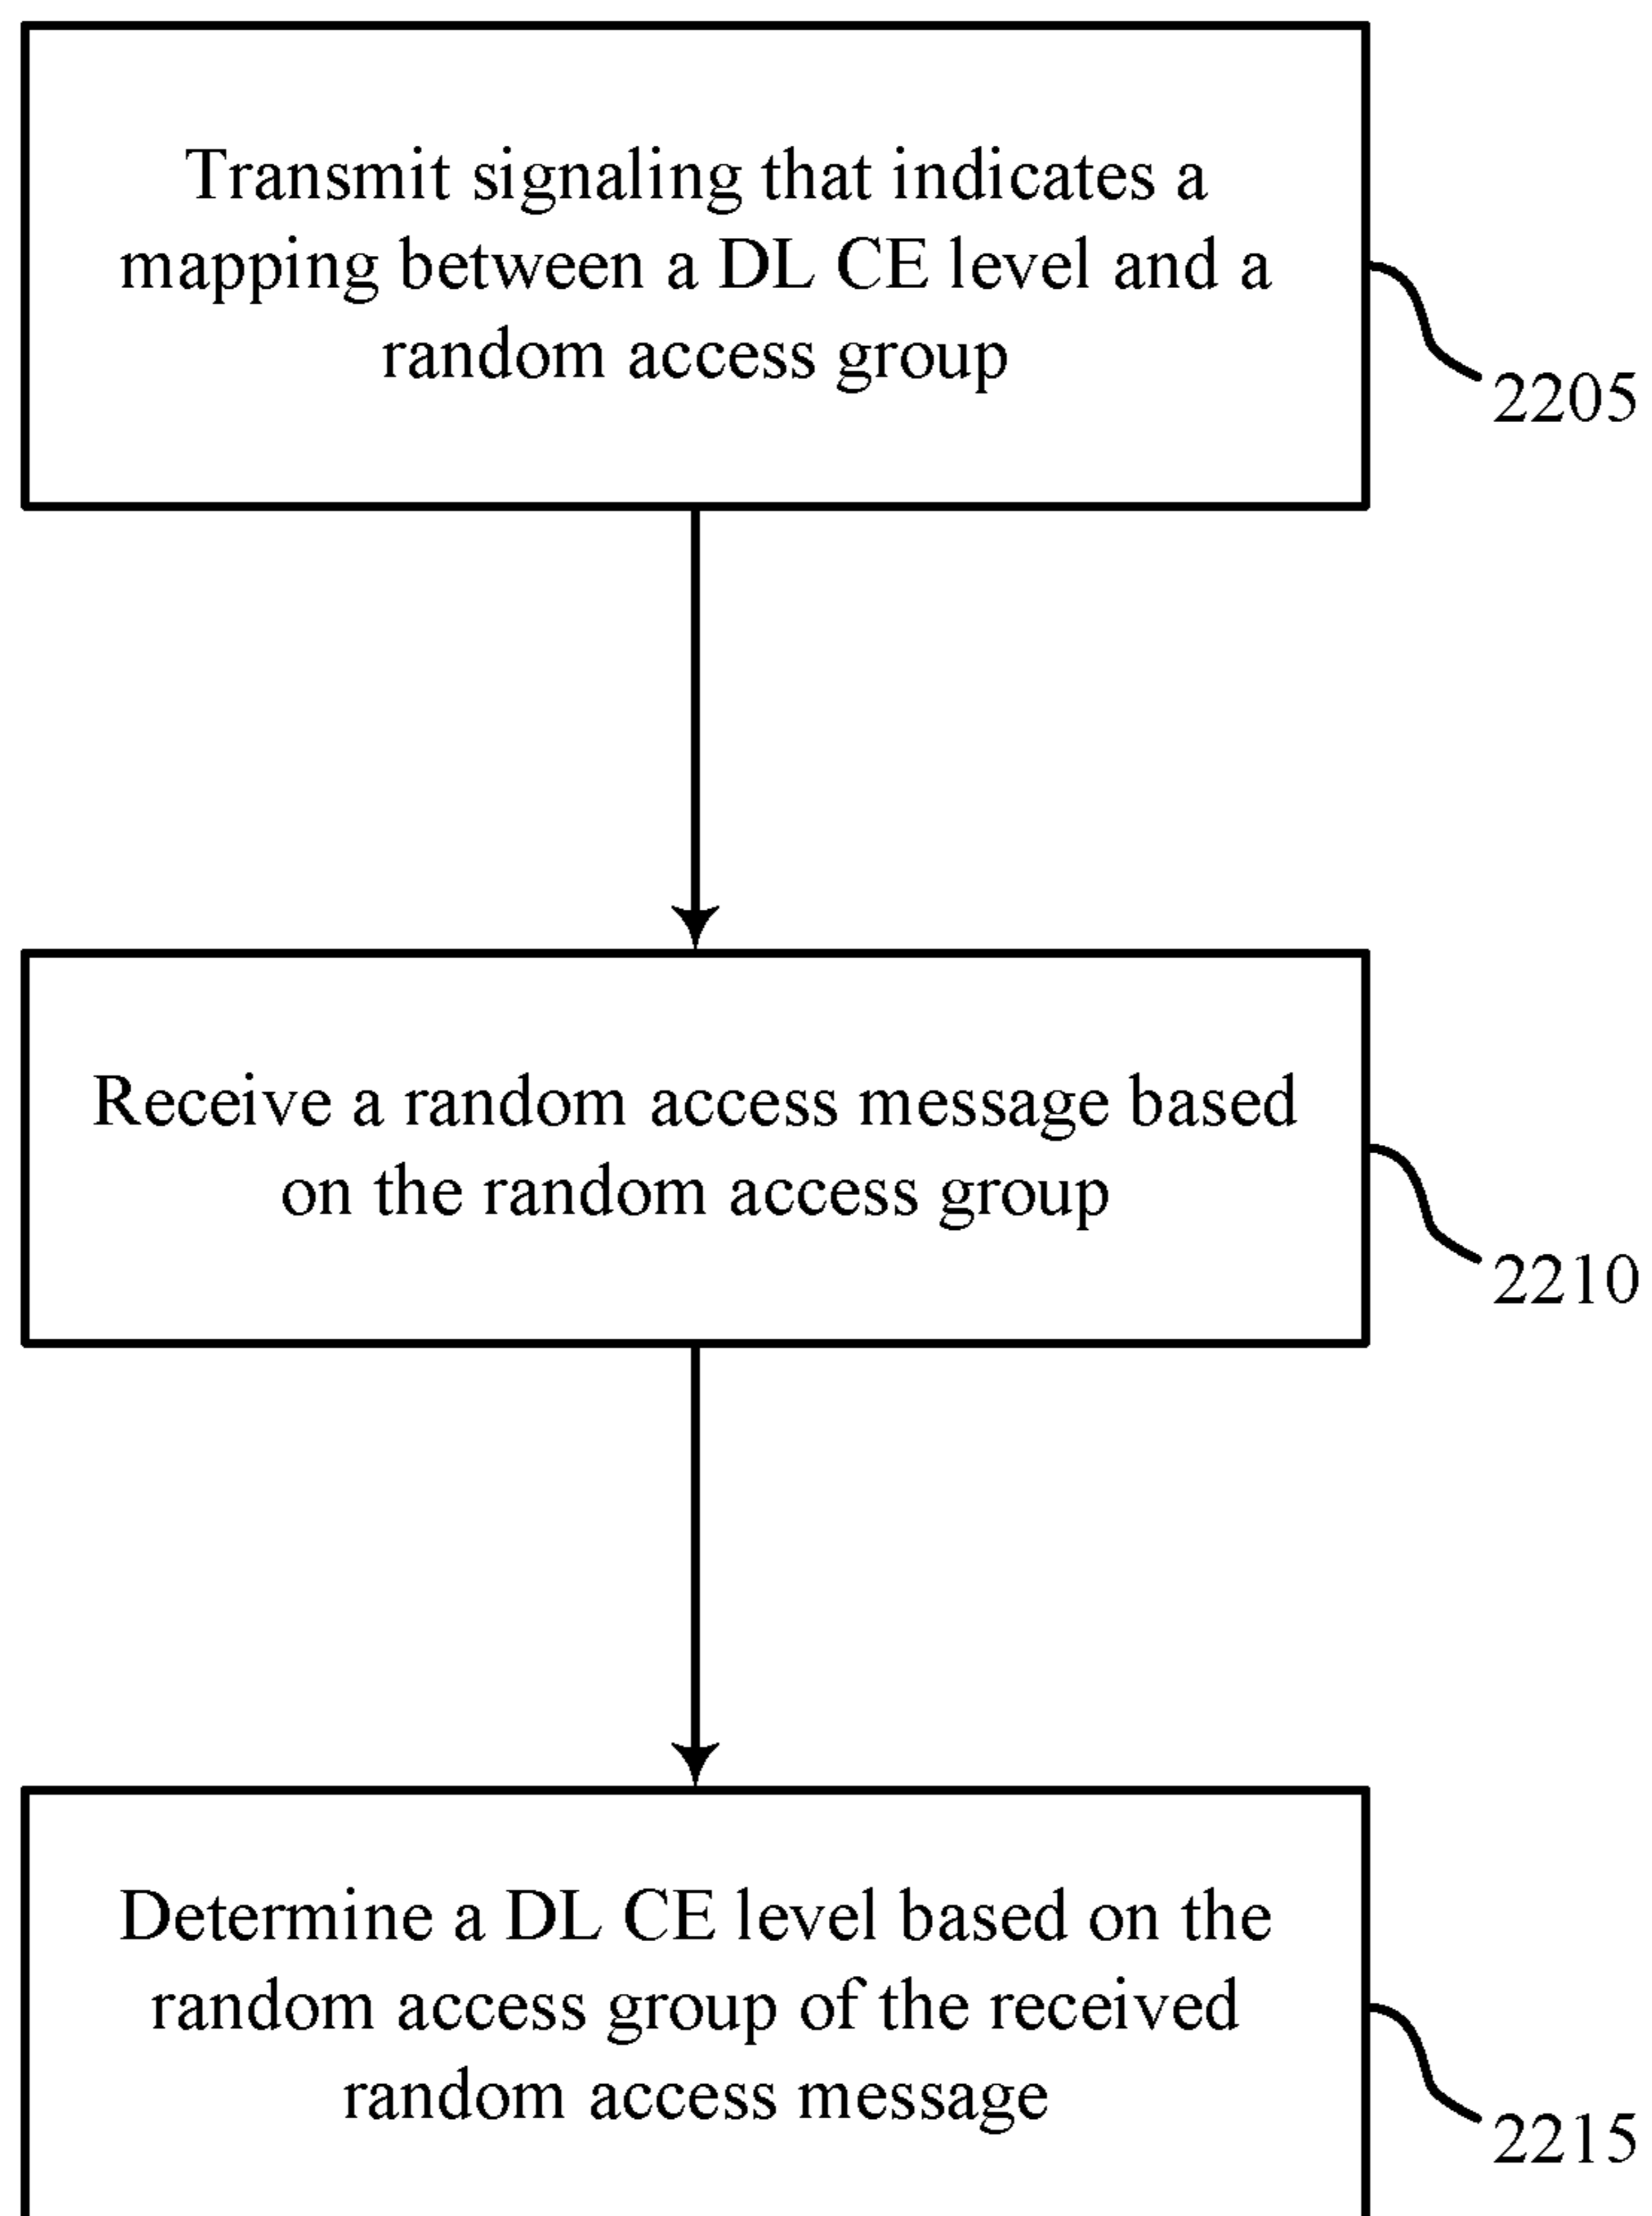 Transmit signaling that indicates a
mapping between a DL CE level and a
random access group
2205
Receive a random access message based
on the random access group
2210
Determine a DL CE level based on the
random access group of the received
random access message
2215